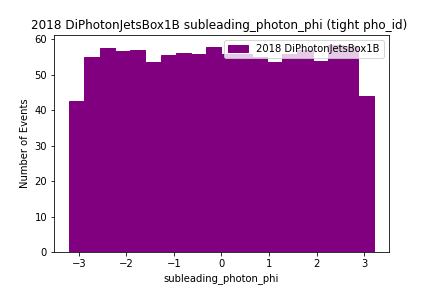 2018 DiPhotonJetsBox1B subleading_photon_phi (tight pho_id)
2018 DiPhotonJetsBox1B
60
50
40
30
20
10
0
Number of Events
−3 −2 −1 0 1 2 3
subleading_photon_phi